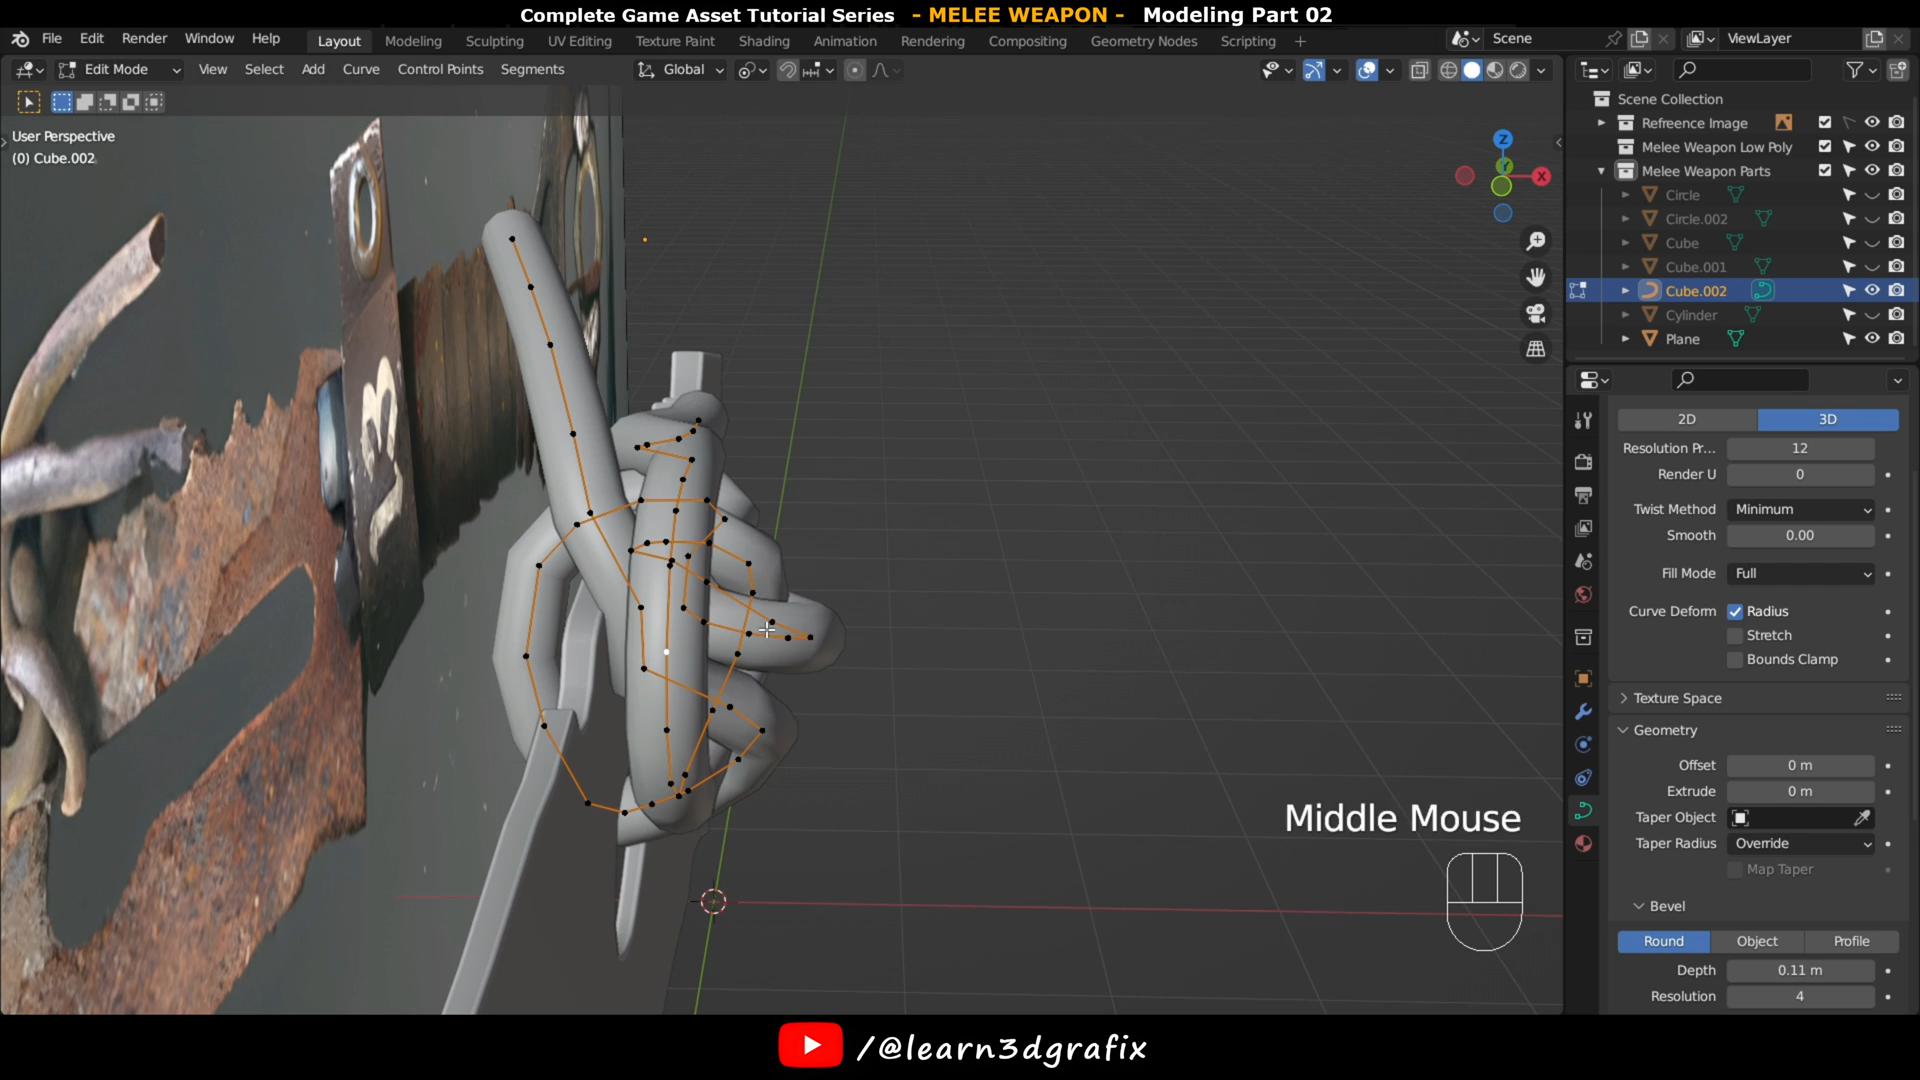 Complete Game Asset Tutorial Series - MELEE WEAPON - Modeling Part 02
File Edit Render Window Help Layout Modeling Sculpting UV Editing Texture Paint Shading Animation Rendering Compositing Geometry Nodes Scripting + Scene ViewLayer
Edit Mode View Select Add Curve Control Points Segments Global
User Perspective
(0) Cube.002
Z
Y
X
Scene Collection
Refreence Image
Melee Weapon Low Poly
Melee Weapon Parts
Circle
Circle.002
Cube
Cube.001
Cube.002
Cylinder
Plane
2D 3D
Resolution Pr... 12
Render U 0
Twist Method Minimum
Smooth 0.00
Fill Mode Full
Curve Deform Radius
Stretch
Bounds Clamp
Texture Space
Geometry
Offset 0 m
Extrude 0 m
Taper Object
Taper Radius Override
Map Taper
Bevel
Round Object Profile
Depth 0.11 m
Resolution 4
Middle Mouse
/@learn3dgrafix